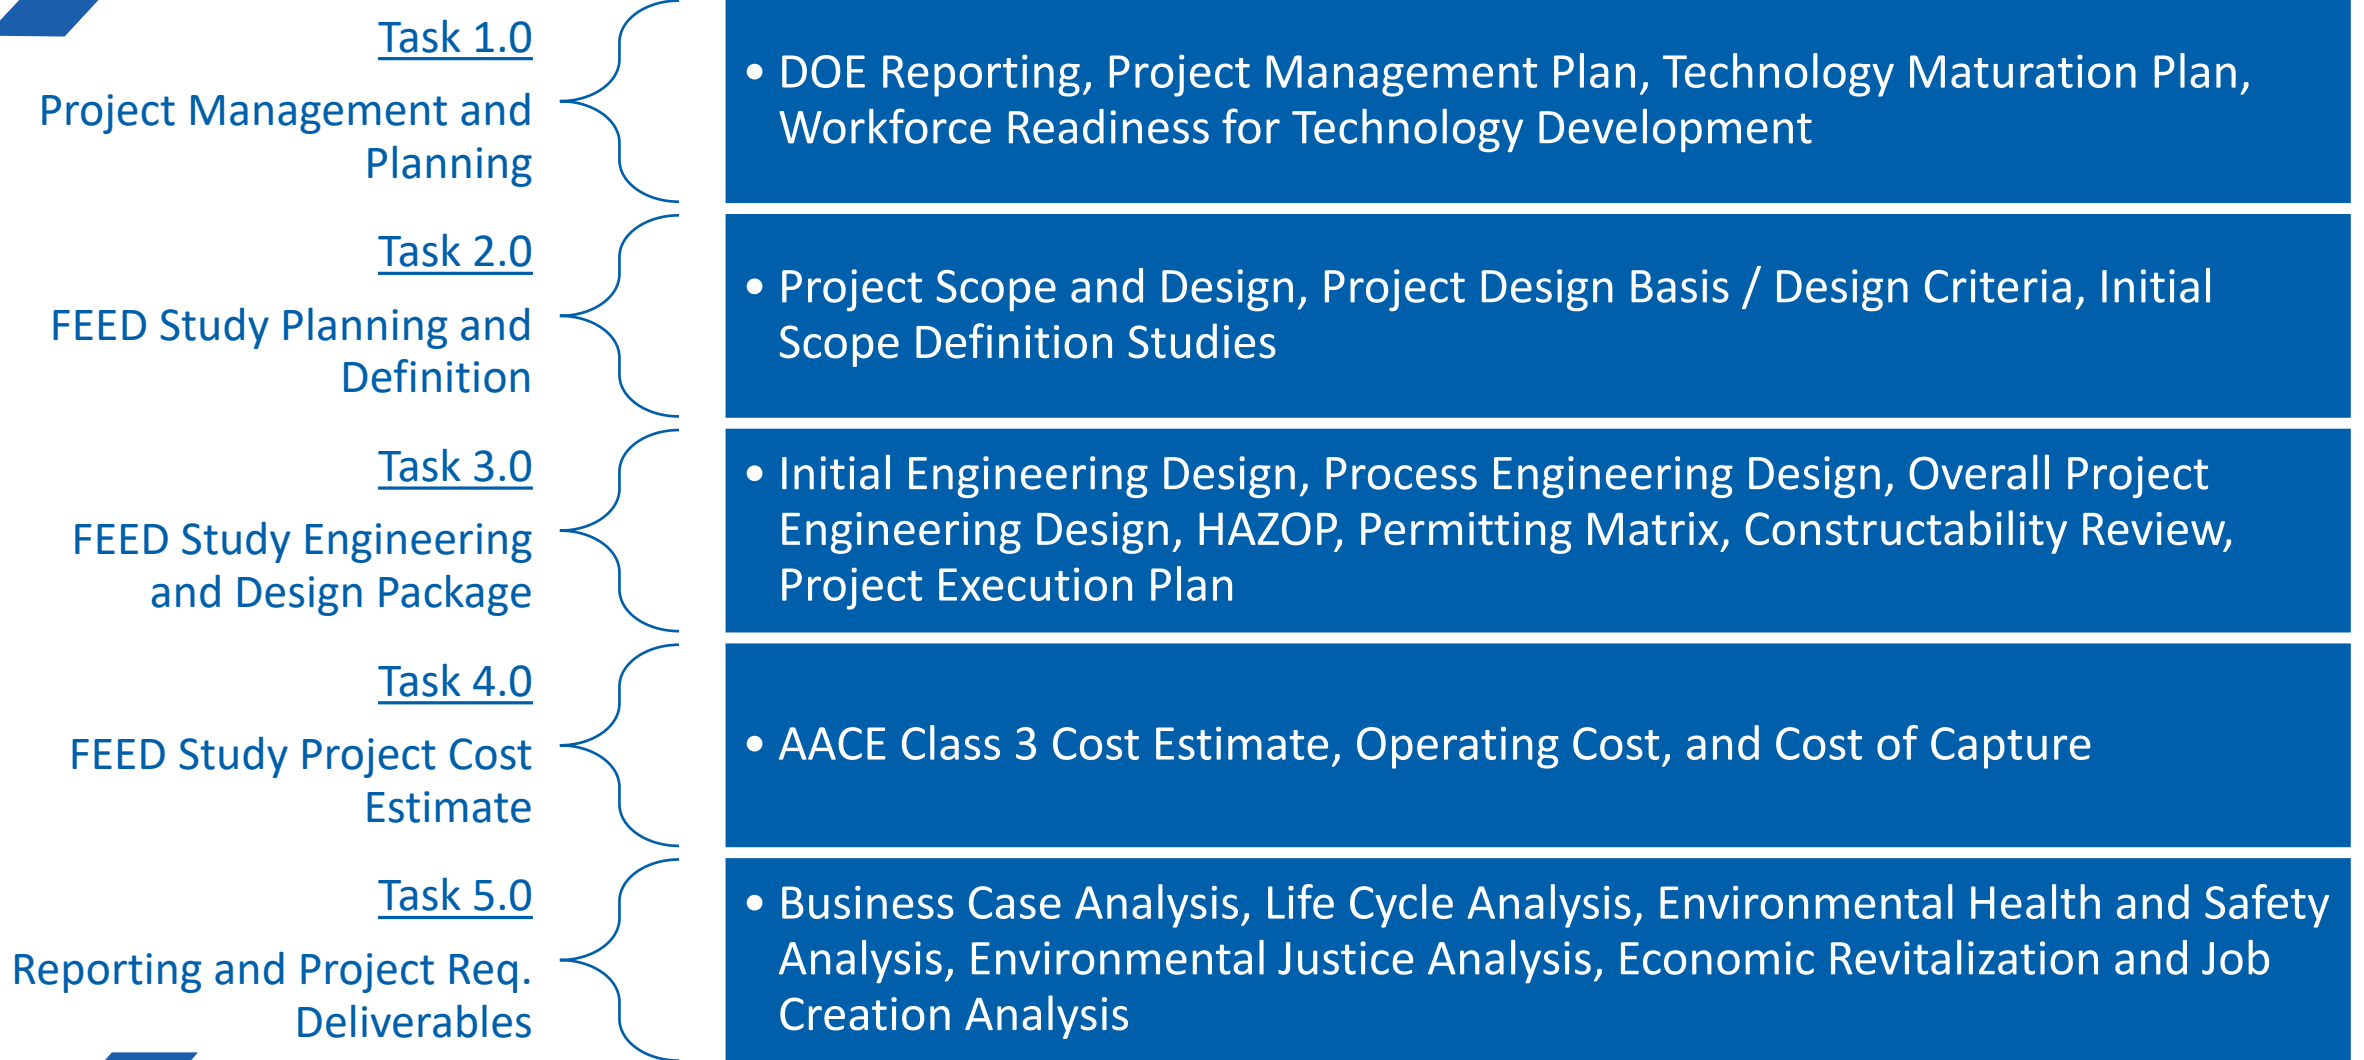 Task 1.0
Project Management and
Planning
• DOE Reporting, Project Management Plan, Technology Maturation Plan,
Workforce Readiness for Technology Development
Task 2.0
FEED Study Planning and
Definition
• Project Scope and Design, Project Design Basis / Design Criteria, Initial
Scope Definition Studies
Task 3.0
FEED Study Engineering
and Design Package
• Initial Engineering Design, Process Engineering Design, Overall Project
Engineering Design, HAZOP, Permitting Matrix, Constructability Review,
Project Execution Plan
Task 4.0
FEED Study Project Cost
Estimate
• AACE Class 3 Cost Estimate, Operating Cost, and Cost of Capture
Task 5.0
Reporting and Project Req.
Deliverables
• Business Case Analysis, Life Cycle Analysis, Environmental Health and Safety
Analysis, Environmental Justice Analysis, Economic Revitalization and Job
Creation Analysis